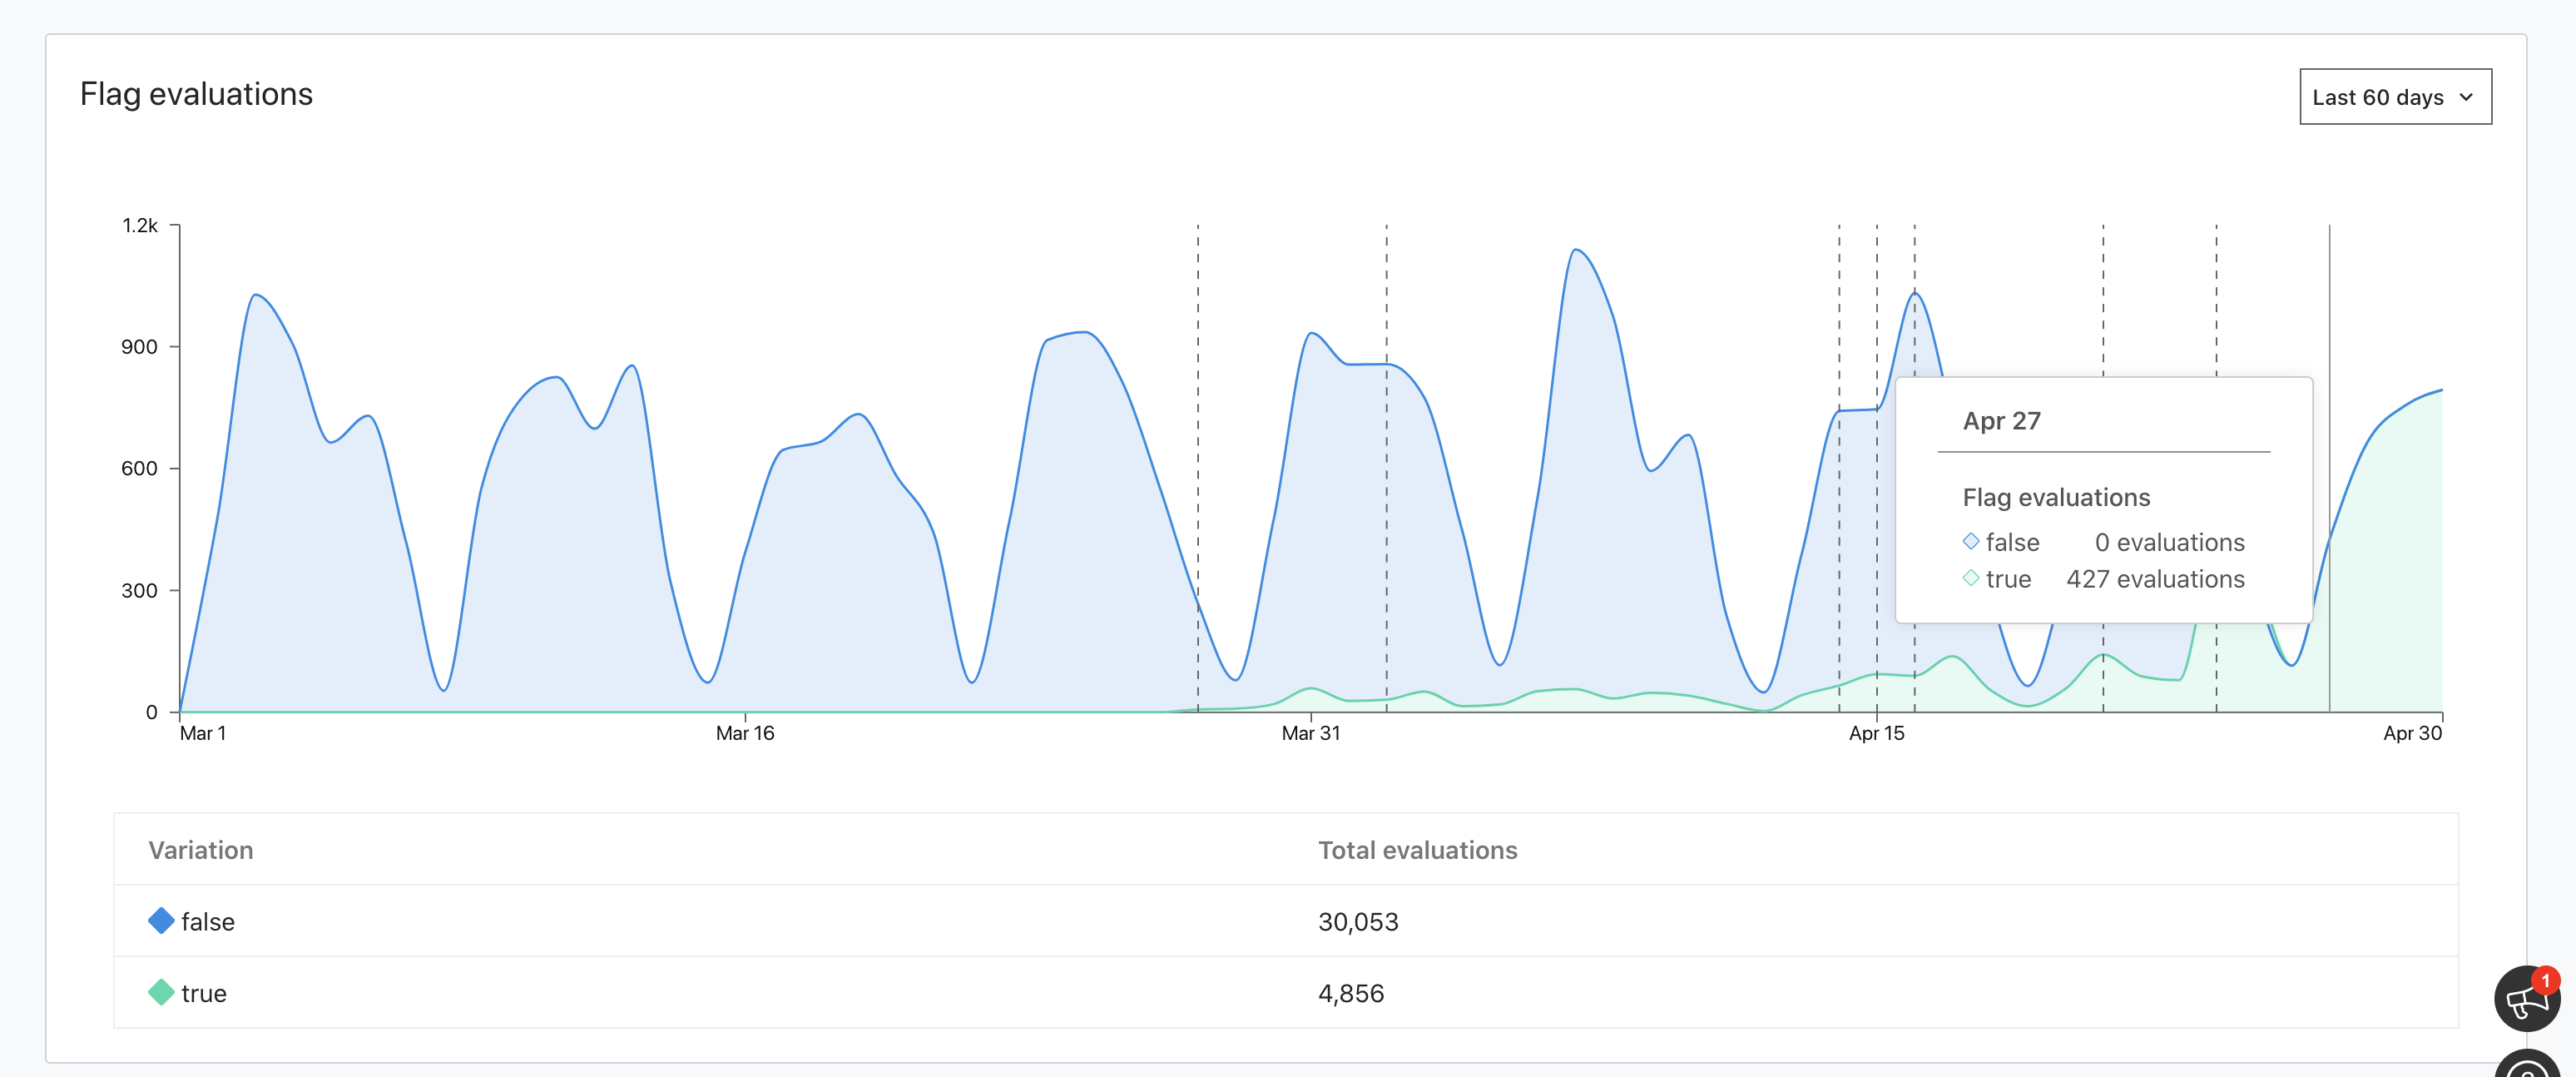 Flag evaluations
Last 60 days
1.2k
900
600
300
0
Mar 1
Mar 16
Mar 31
Apr 15
Apr 30
Apr 27
Flag evaluations
false 0 evaluations
true 427 evaluations
Variation Total evaluations
false 30,053
true 4,856
1